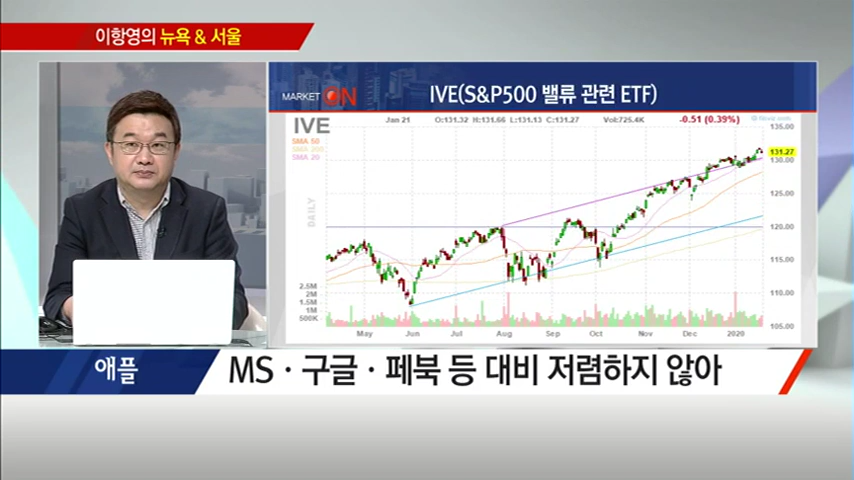 이항영의 뉴욕 & 서울
MARKET ON
IVE(S&P500 밸류 관련 ETF)
IVE
Jan 21
O:131.32 H:131.66 L:131.13 C:131.27
Vol:725.4K
-0.51 (0.39%)
SMA 50
SMA 200
SMA 20
DAILY
135.00
131.27
130.00
125.00
120.00
115.00
110.00
105.00
2.5M
2M
1.5M
1M
500K
May Jun Jul Aug Sep Oct Nov Dec 2020
애플
MS · 구글 · 페북 등 대비 저렴하지 않아